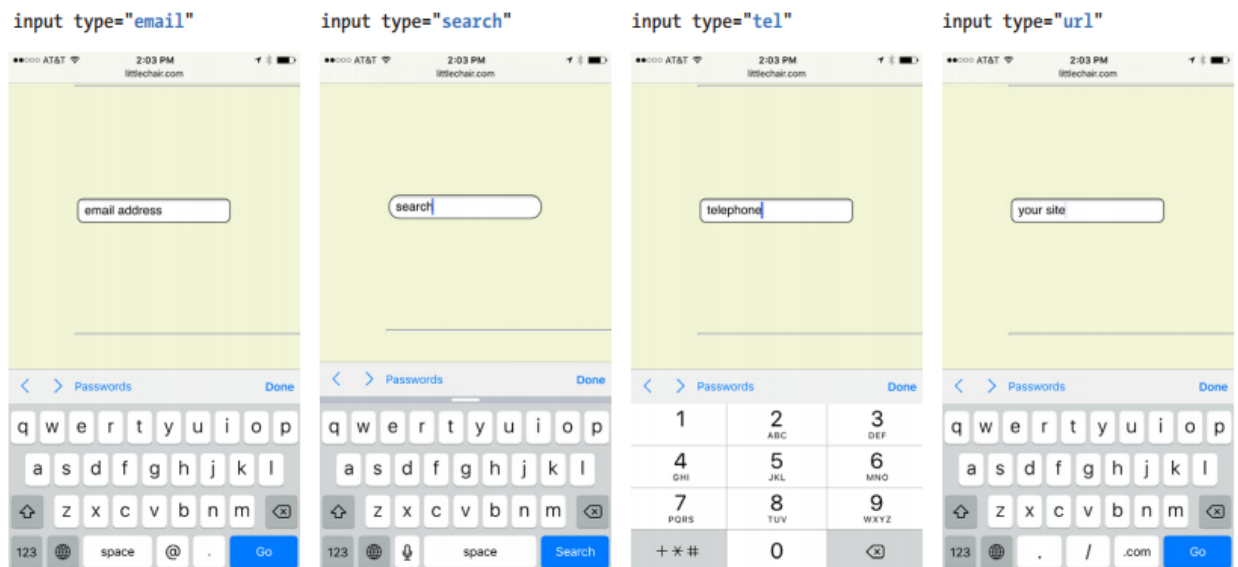 input type="email"
●●○○○ AT&T 2:03 PM
littlechair.com
email address
Passwords Done
q w e r t y u i o p
a s d f g h j k l
z x c v b n m
123 space @ . Go
input type="search"
●●○○○ AT&T 2:03 PM
littlechair.com
search
Passwords Done
q w e r t y u i o p
a s d f g h j k l
z x c v b n m
123 space Search
input type="tel"
●●○○○ AT&T 2:03 PM
littlechair.com
telephone
Passwords Done
1 2 3
ABC DEF
4 5 6
GHI JKL MNO
7 8 9
PQRS TUV WXYZ
+ * # 0
input type="url"
●●○○○ AT&T 2:03 PM
littlechair.com
your site
Passwords Done
q w e r t y u i o p
a s d f g h j k l
z x c v b n m
123 . / .com Go